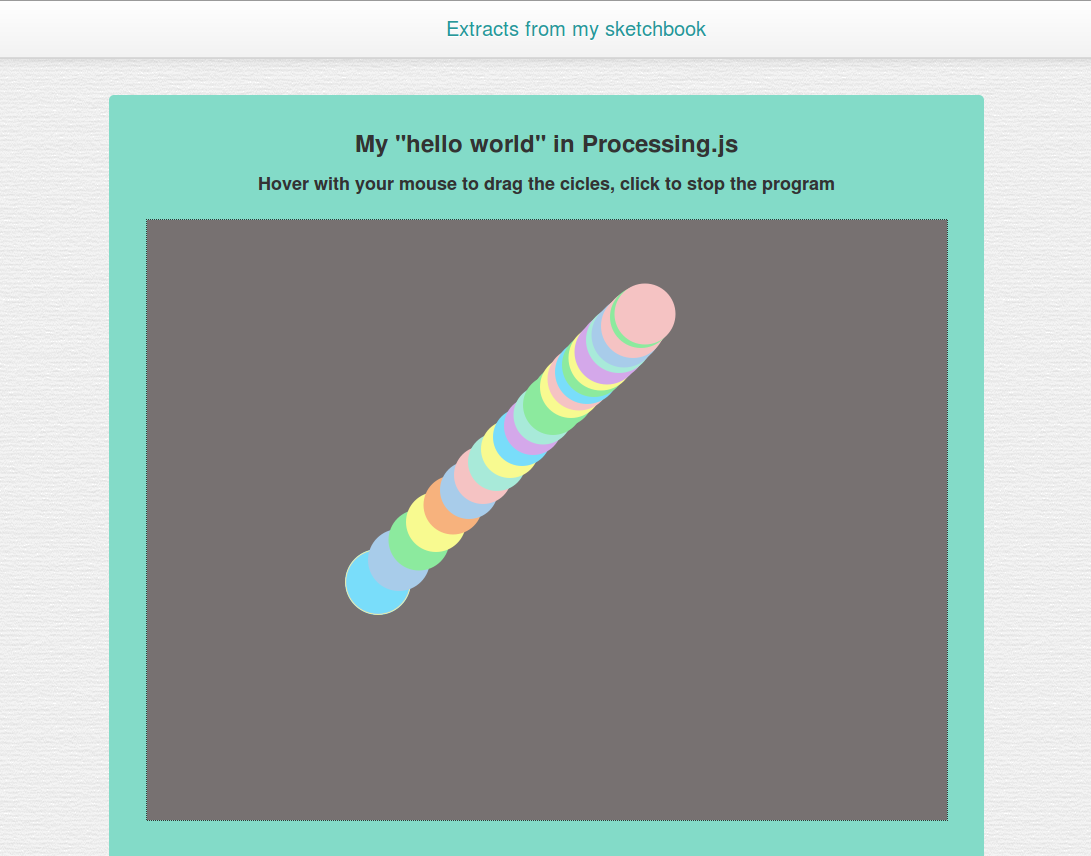 Extracts from my sketchbook
My "hello world" in Processing.js
Hover with your mouse to drag the cicles, click to stop the program